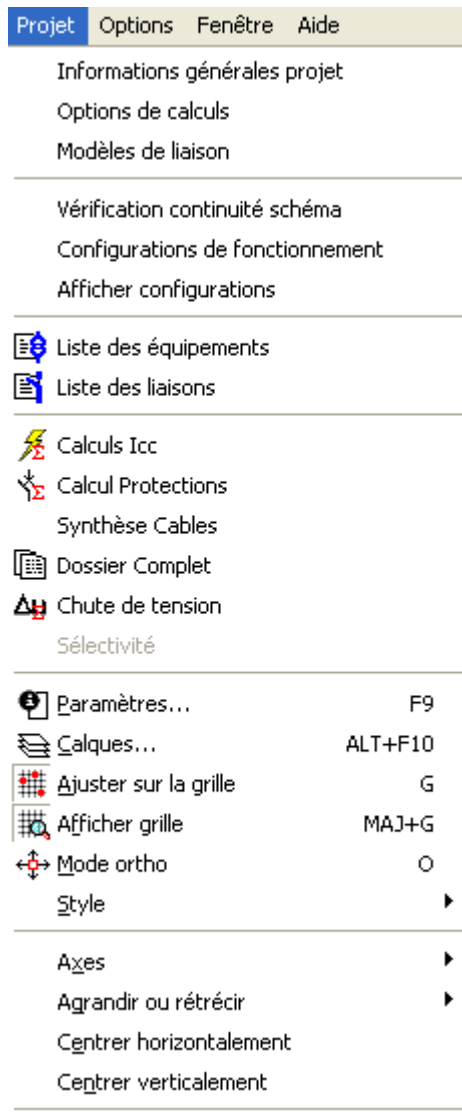 Projet Options Fenêtre Aide
Informations générales projet
Options de calculs
Modèles de liaison
Vérification continuité schéma
Configurations de fonctionnement
Afficher configurations
Liste des équipements
Liste des liaisons
Calculs Icc
Calcul Protections
Synthèse Cables
Dossier Complet
Chute de tension
Sélectivité
Paramètres... F9
Calques... ALT+F10
Ajuster sur la grille G
Afficher grille MAJ+G
Mode ortho O
Style
Axes
Agrandir ou rétrécir
Centrer horizontalement
Centrer verticalement